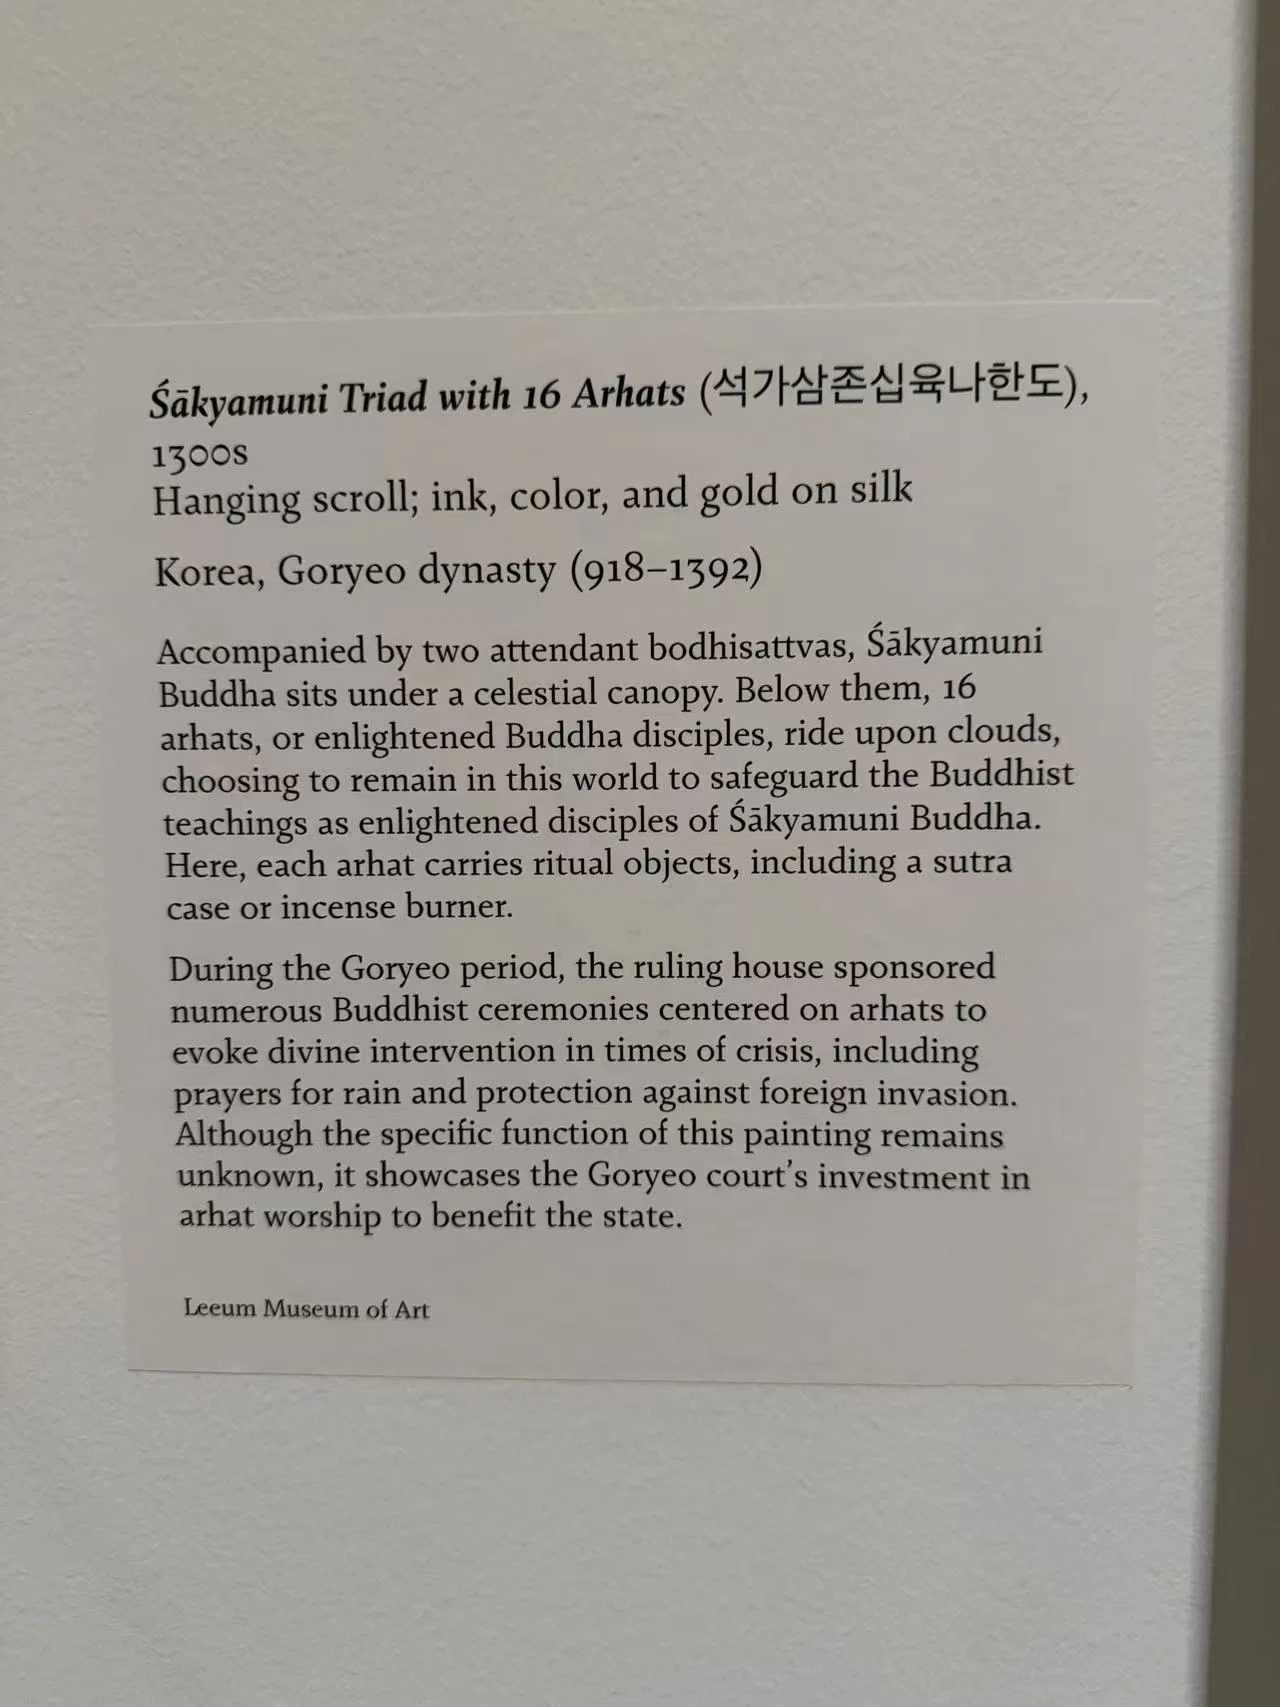 Śākyamuni Triad with 16 Arhats (석가삼존십육나한도),
1300s
Hanging scroll; ink, color, and gold on silk
Korea, Goryeo dynasty (918–1392)
Accompanied by two attendant bodhisattvas, Śākyamuni
Buddha sits under a celestial canopy. Below them, 16
arhats, or enlightened Buddha disciples, ride upon clouds,
choosing to remain in this world to safeguard the Buddhist
teachings as enlightened disciples of Śākyamuni Buddha.
Here, each arhat carries ritual objects, including a sutra
case or incense burner.
During the Goryeo period, the ruling house sponsored
numerous Buddhist ceremonies centered on arhats to
evoke divine intervention in times of crisis, including
prayers for rain and protection against foreign invasion.
Although the specific function of this painting remains
unknown, it showcases the Goryeo court’s investment in
arhat worship to benefit the state.
Leeum Museum of Art